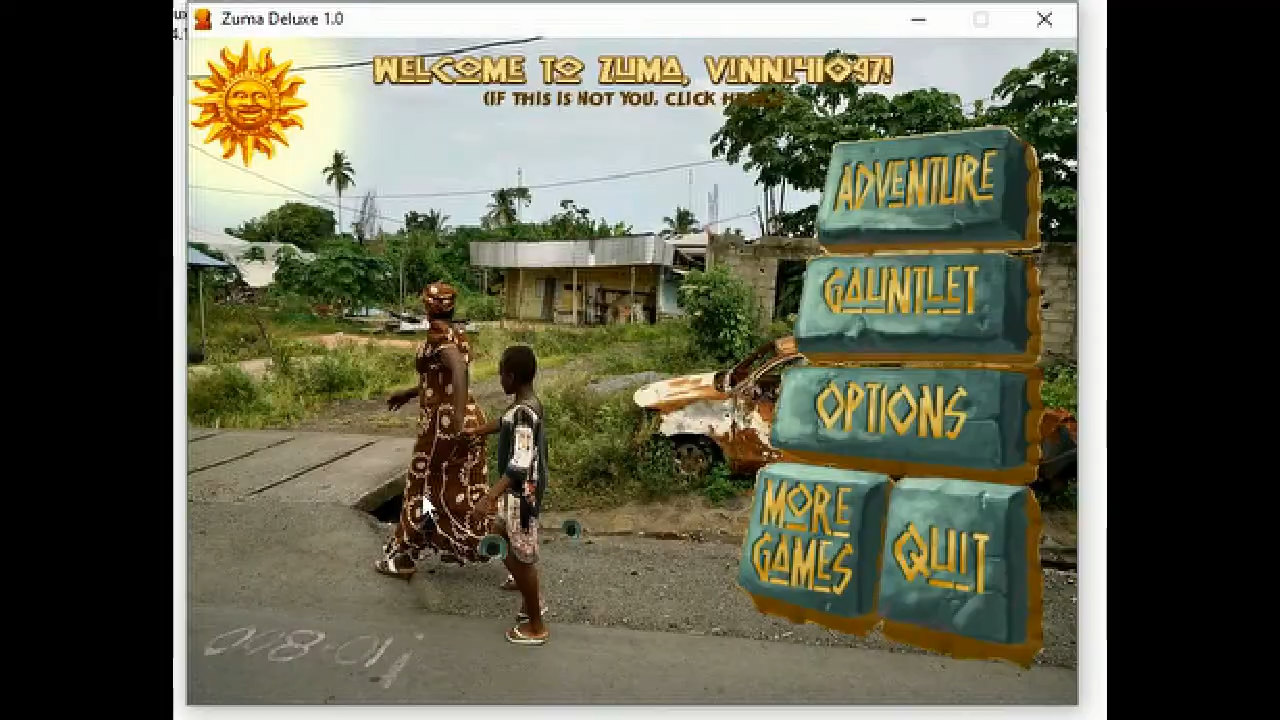 Zuma Deluxe 1.0
WELCOME TO ZUMA, VINNI41097!
(IF THIS IS NOT YOU, CLICK
ADVENTURE
GAUNTLET
OPTIONS
MORE
GAMES
QUIT